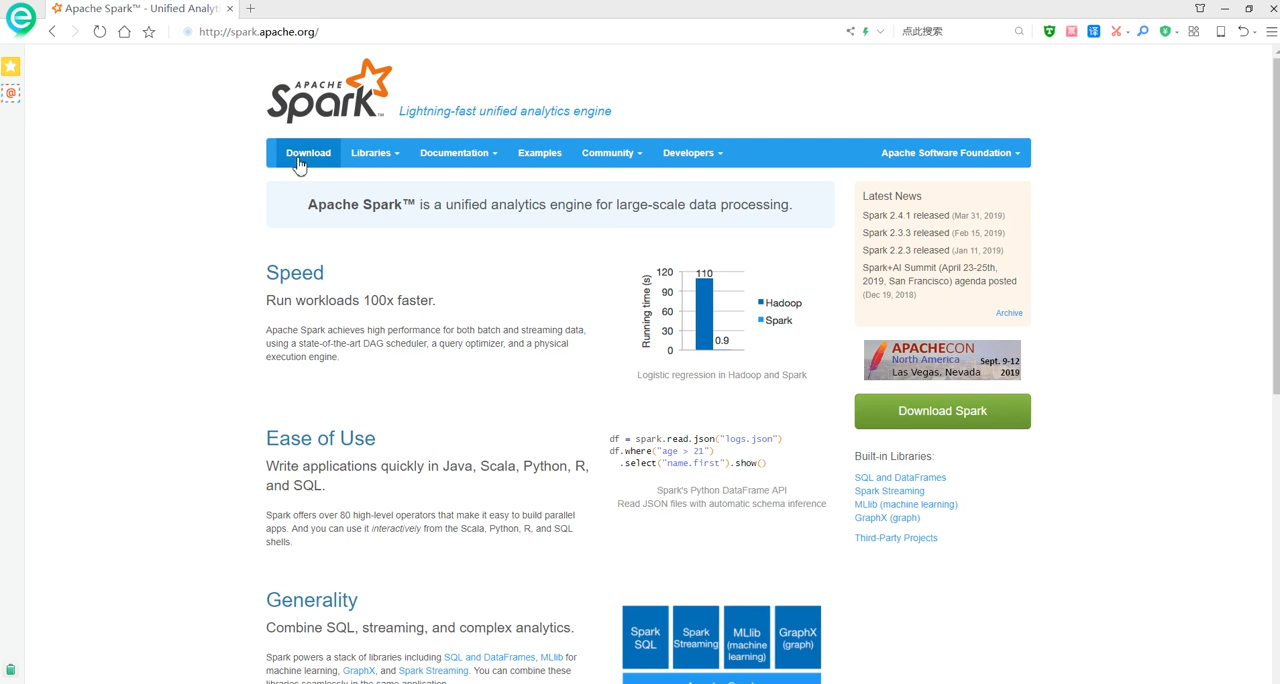 Apache Spark™ - Unified Analyti
http://spark.apache.org/
点此搜索
APACHE
Spark™
Lightning-fast unified analytics engine
Download Libraries Documentation Examples Community Developers Apache Software Foundation
Apache Spark™ is a unified analytics engine for large-scale data processing.
Speed
Run workloads 100x faster.
Apache Spark achieves high performance for both batch and streaming data,
using a state-of-the-art DAG scheduler, a query optimizer, and a physical
execution engine.
Running time (s)
120
90
60
30
0
110
0.9
Hadoop
Spark
Logistic regression in Hadoop and Spark
Ease of Use
Write applications quickly in Java, Scala, Python, R,
and SQL.
Spark offers over 80 high-level operators that make it easy to build parallel
apps. And you can use it interactively from the Scala, Python, R, and SQL
shells.
df = spark.read.json("logs.json")
df.where("age > 21")
.select("name.first").show()
Spark's Python DataFrame API
Read JSON files with automatic schema inference
Generality
Combine SQL, streaming, and complex analytics.
Spark powers a stack of libraries including SQL and DataFrames, MLlib for
machine learning, GraphX, and Spark Streaming. You can combine these
libraries seamlessly in the same application.
Spark
SQL
Spark
Streaming
MLlib
(machine
learning)
GraphX
(graph)
Apache Spark
Latest News
Spark 2.4.1 released (Mar 31, 2019)
Spark 2.3.3 released (Feb 15, 2019)
Spark 2.2.3 released (Jan 11, 2019)
Spark+AI Summit (April 23-25th,
2019, San Francisco) agenda posted
(Dec 19, 2018)
Archive
APACHECON
North America Sept. 9-12
Las Vegas, Nevada 2019
Download Spark
Built-in Libraries:
SQL and DataFrames
Spark Streaming
MLlib (machine learning)
GraphX (graph)
Third-Party Projects